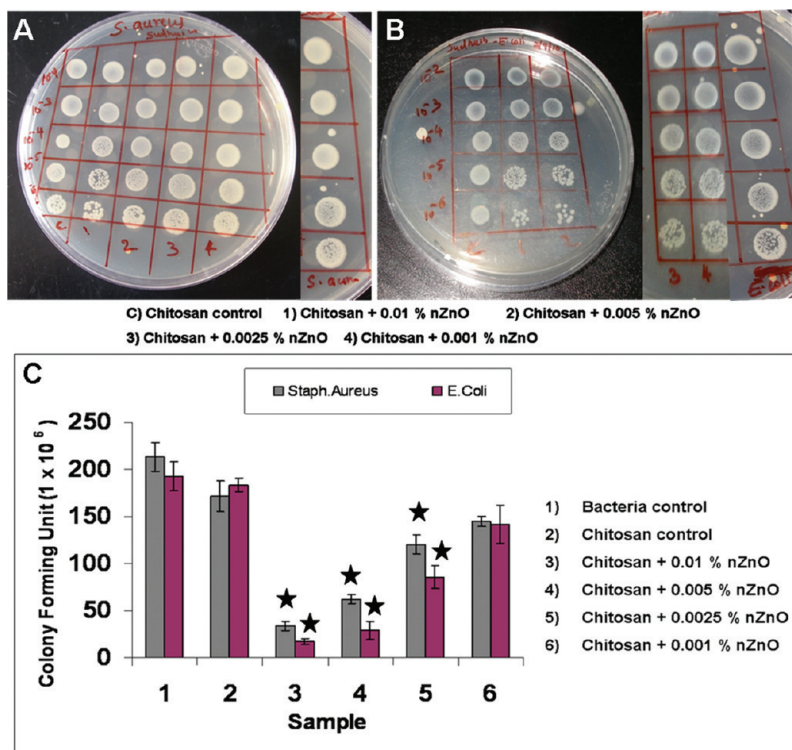 A
B
S. aureus
Sudheesh
10-3
10-4
10-5
C 1 2 3 4
S. aureu
E.Coli
10-2
10-3
10-4
10-5
10-6
1 2
3 4
E.Coli
C) Chitosan control 1) Chitosan + 0.01 % nZnO 2) Chitosan + 0.005 % nZnO
3) Chitosan + 0.0025 % nZnO 4) Chitosan + 0.001 % nZnO
C
Staph.Aureus E.Coli
Colony Forming Unit (1 x 10 6)
250
200
150
100
50
0
1 2 3 4 5 6
Sample
1) Bacteria control
2) Chitosan control
3) Chitosan + 0.01 % nZnO
4) Chitosan + 0.005 % nZnO
5) Chitosan + 0.0025 % nZnO
6) Chitosan + 0.001 % nZnO